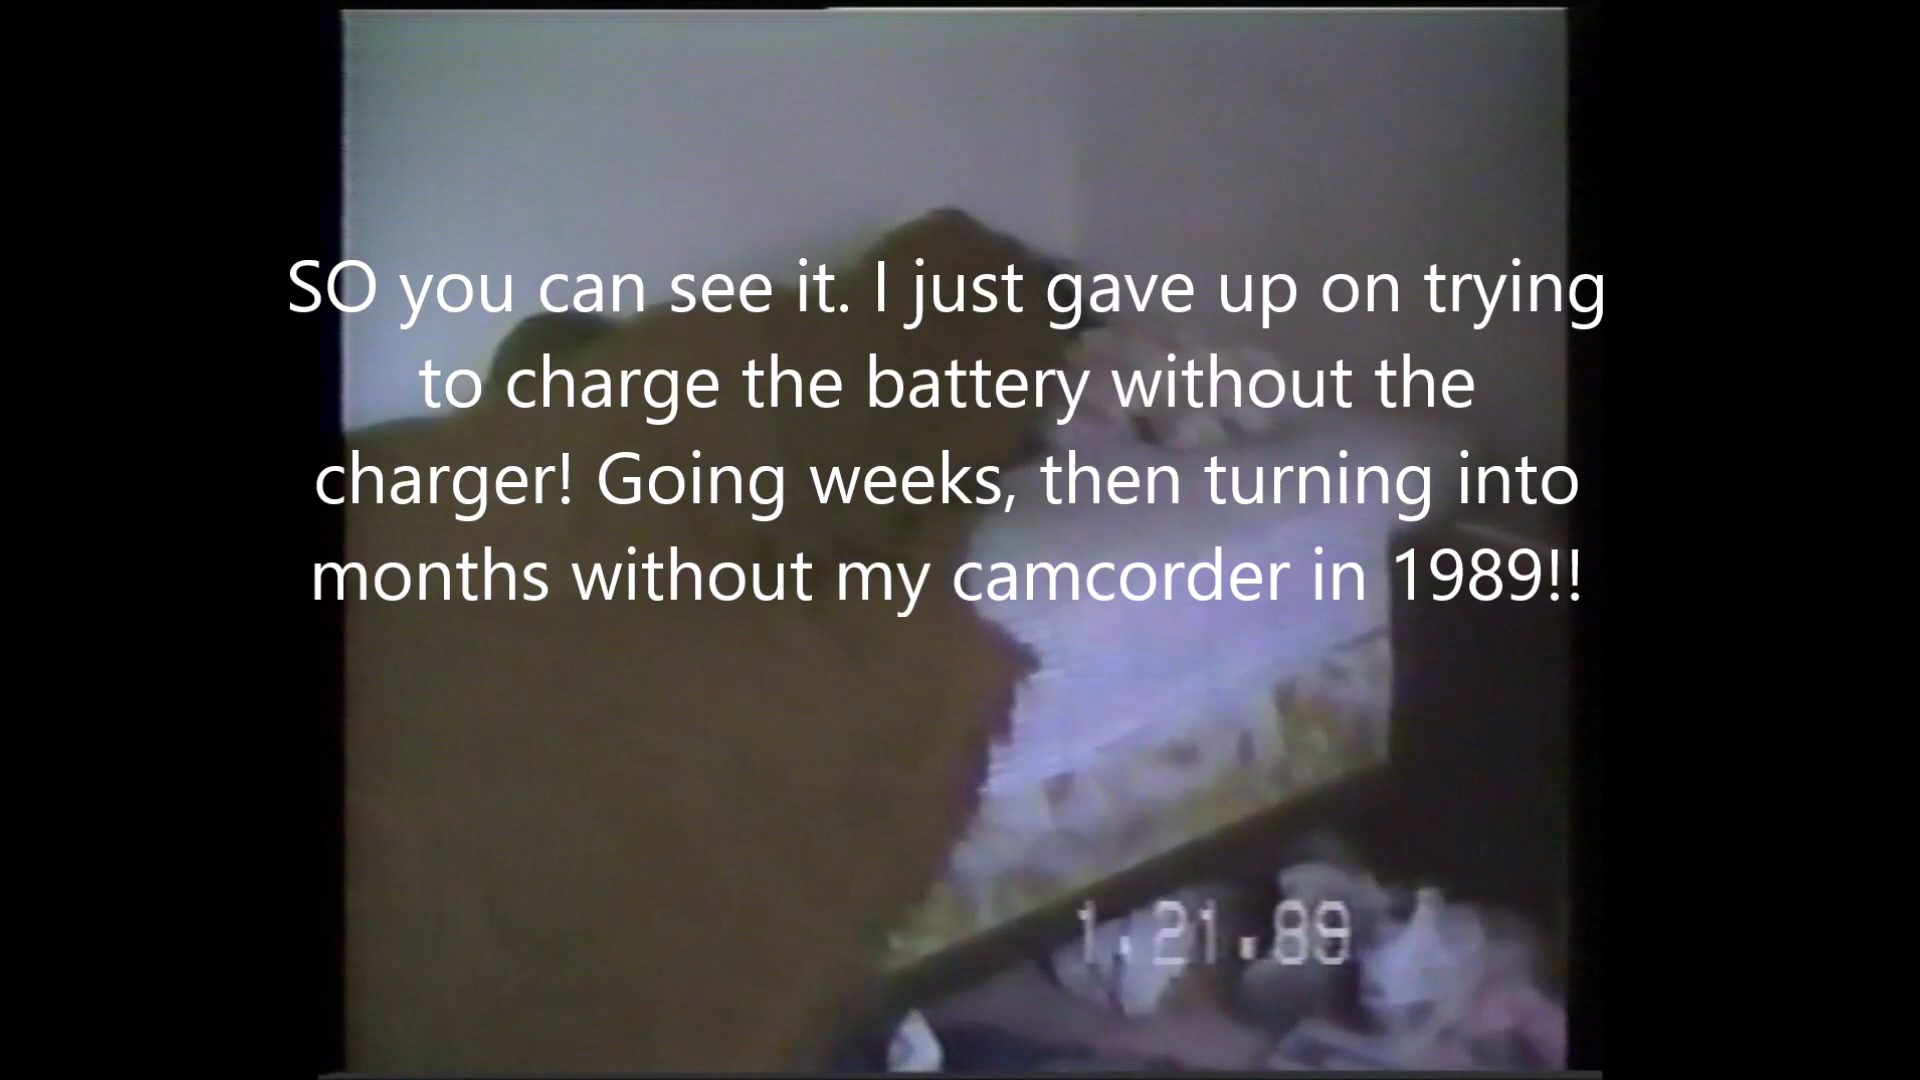 SO you can see it. I just gave up on trying
to charge the battery without the
charger! Going weeks, then turning into
months without my camcorder in 1989!!
1.21.89